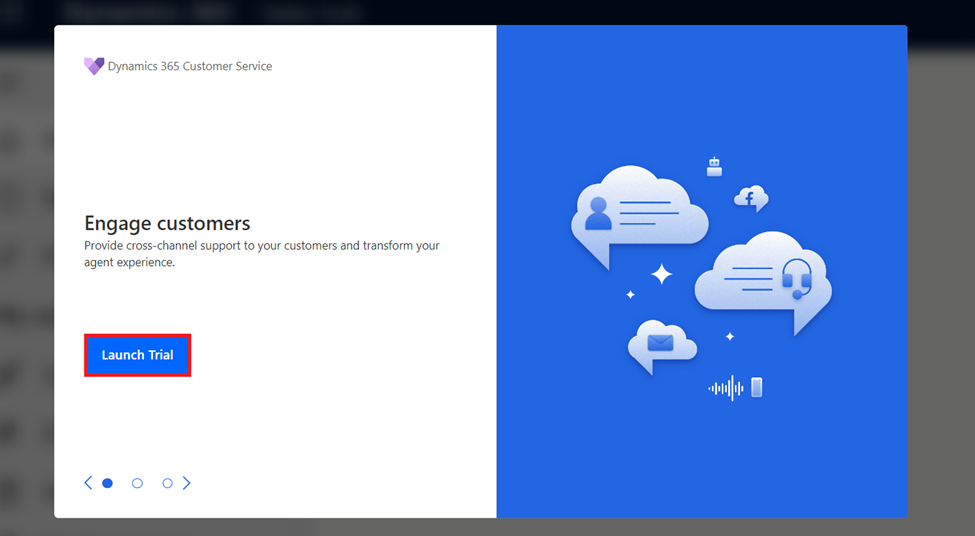 Dynamics 365 Customer Service
Engage customers
Provide cross-channel support to your customers and transform your
agent experience.
Launch Trial